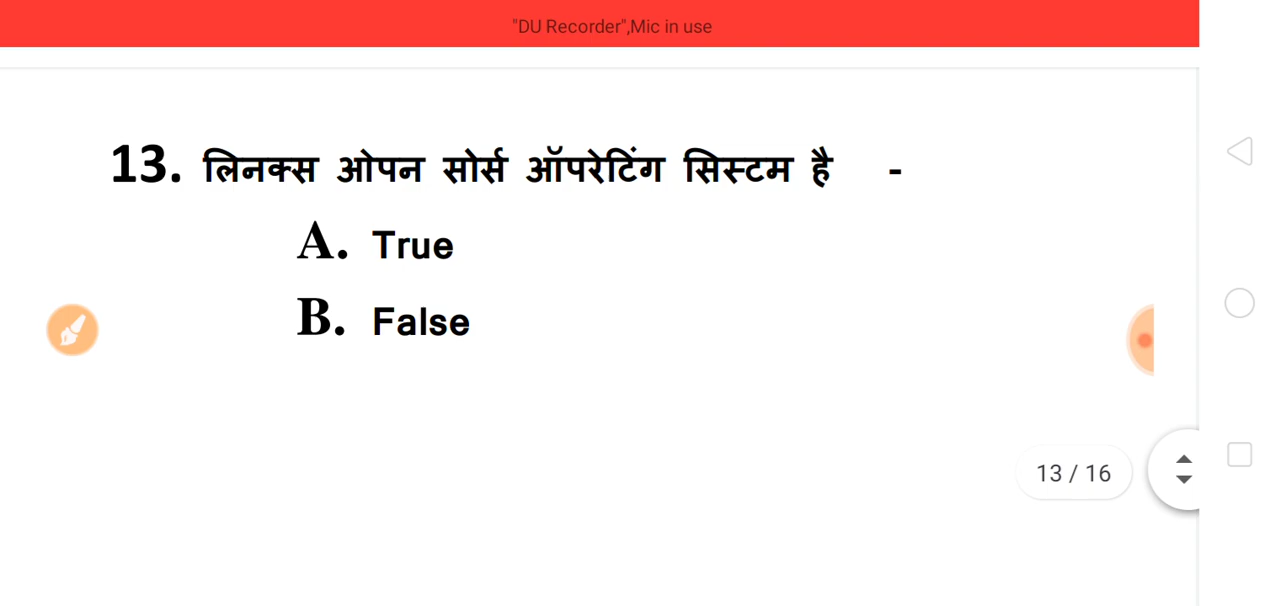 "DU Recorder",Mic in use
13. लिनक्स ओपन सोर्स ऑपरेटिंग सिस्टम है -
A. True
B. False
13 / 16